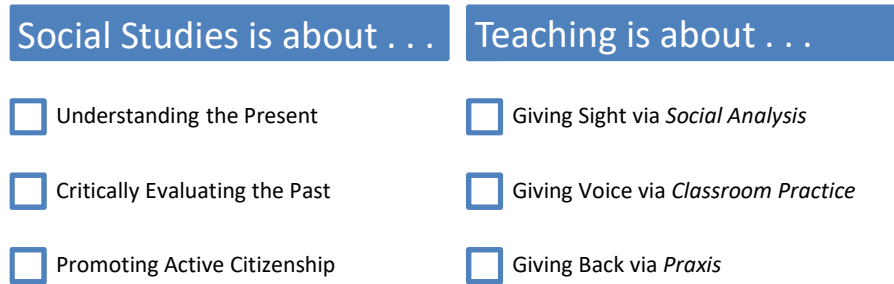 Social Studies is about . . .
Understanding the Present
Critically Evaluating the Past
Promoting Active Citizenship
Teaching is about . . .
Giving Sight via Social Analysis
Giving Voice via Classroom Practice
Giving Back via Praxis